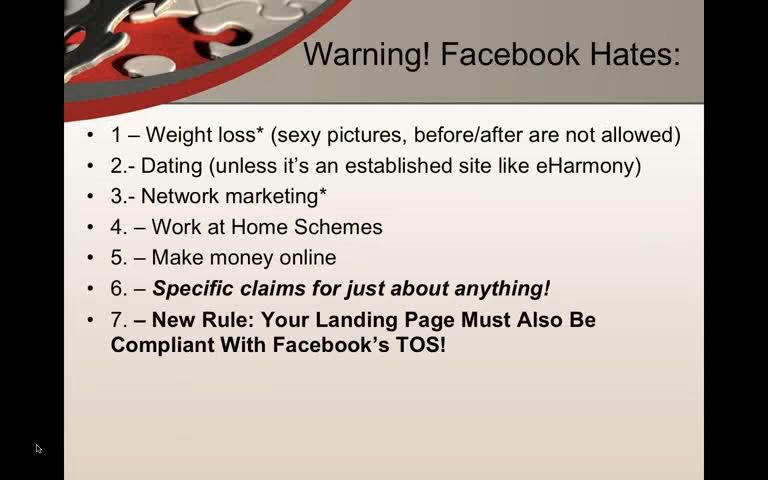 Warning! Facebook Hates:
• 1 – Weight loss* (sexy pictures, before/after are not allowed)
• 2.- Dating (unless it’s an established site like eHarmony)
• 3.- Network marketing*
• 4. – Work at Home Schemes
• 5. – Make money online
• 6. – Specific claims for just about anything!
• 7. – New Rule: Your Landing Page Must Also Be
Compliant With Facebook’s TOS!